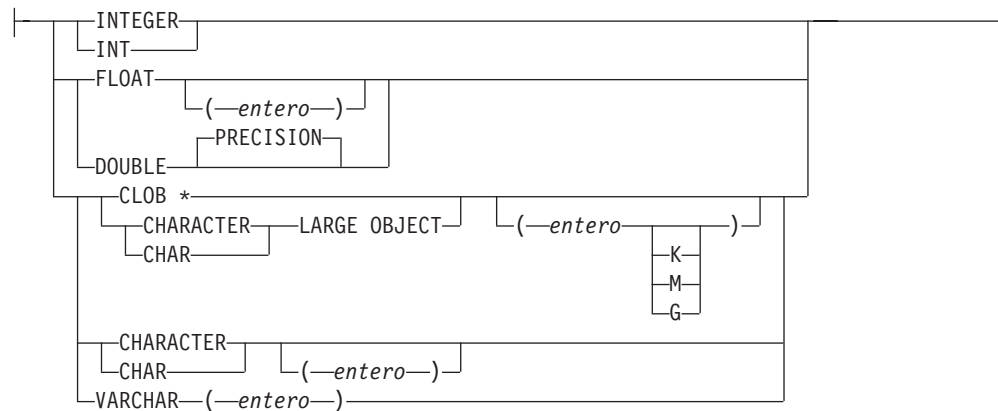 INTEGER
INT
FLOAT
( entero )
PRECISION
DOUBLE
CLOB *
CHARACTER LARGE OBJECT ( entero )
CHAR K
M
G
CHARACTER
CHAR ( entero )
VARCHAR ( entero )